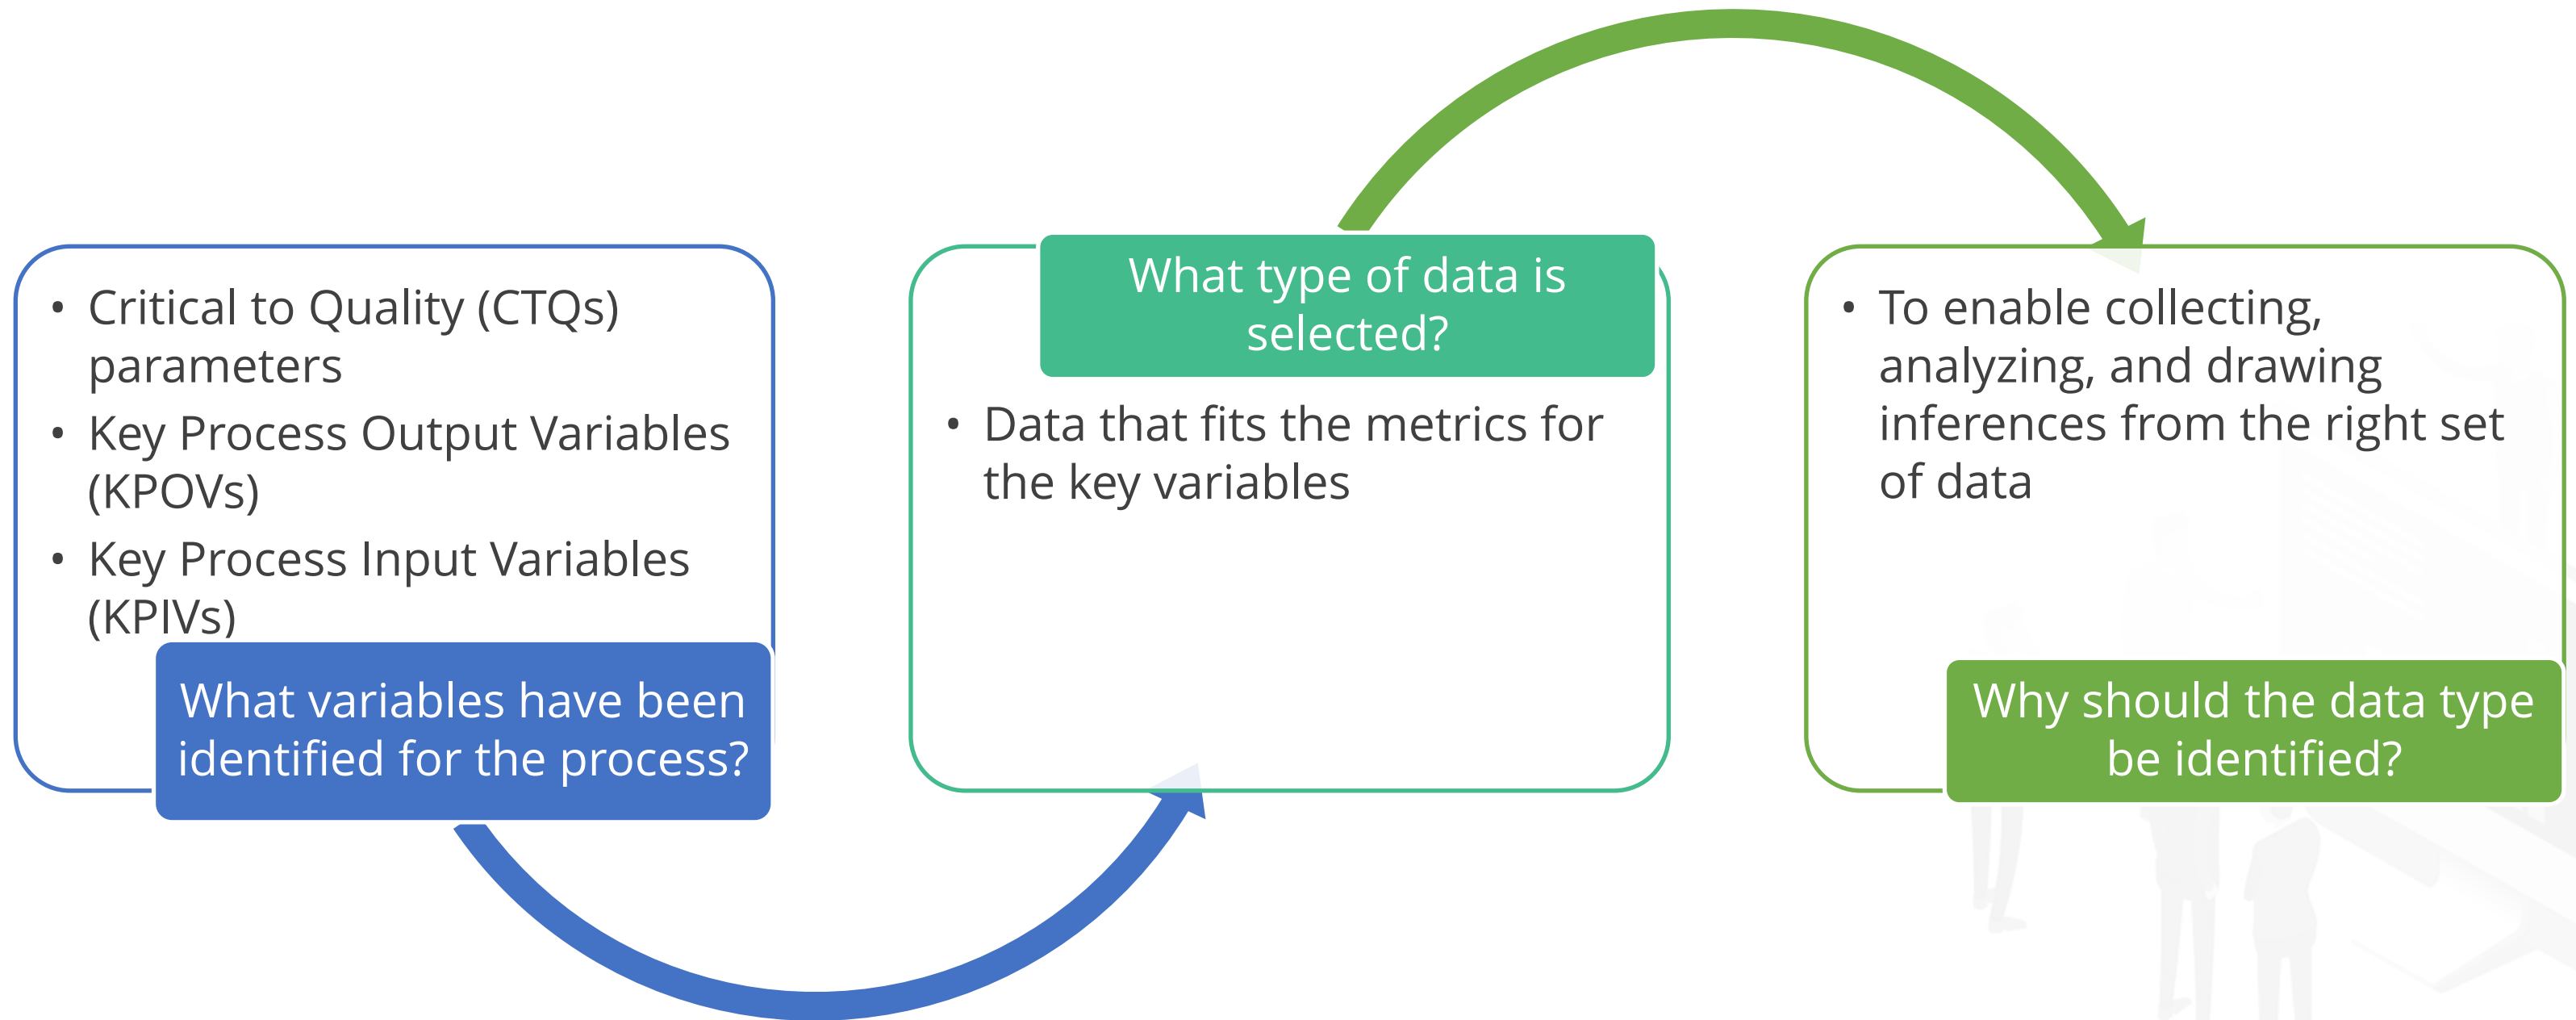 • Critical to Quality (CTQs)
parameters
• Key Process Output Variables
(KPOVs)
• Key Process Input Variables
(KPIVs)
What variables have been
identified for the process?
What type of data is
selected?
• Data that fits the metrics for
the key variables
• To enable collecting,
analyzing, and drawing
inferences from the right set
of data
Why should the data type
be identified?